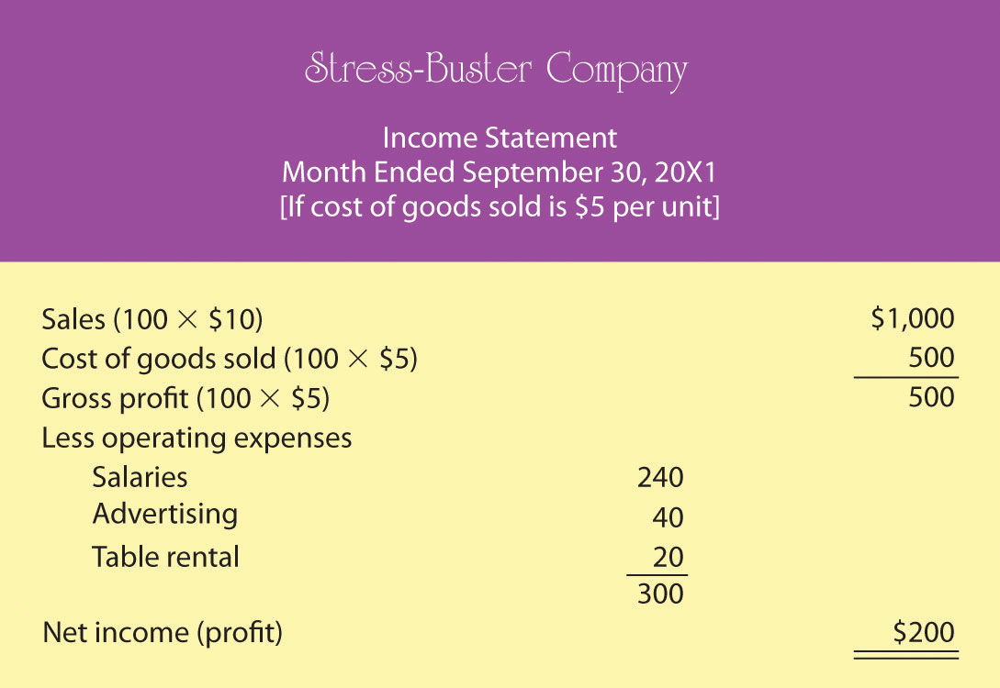 Stress-Buster Company
Income Statement
Month Ended September 30, 20X1
[If cost of goods sold is $5 per unit]
Sales (100 × $10) $1,000
Cost of goods sold (100 × $5) 500
Gross profit (100 × $5) 500
Less operating expenses
Salaries 240
Advertising 40
Table rental 20
300
Net income (profit) $200